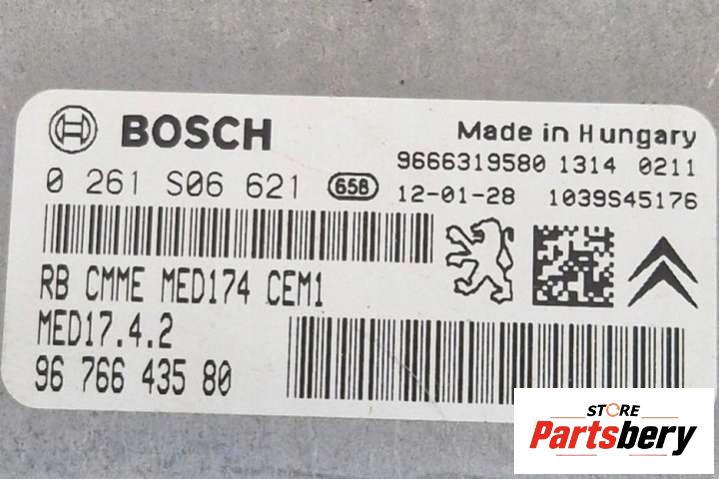 BOSCH
Made in Hungary
9666319580 1314 0211
0 261 S06 621 658
12-01-28 1039S45176
RB CMME MED174 CEM1
MED17.4.2
96 766 435 80
STORE
Partsbery